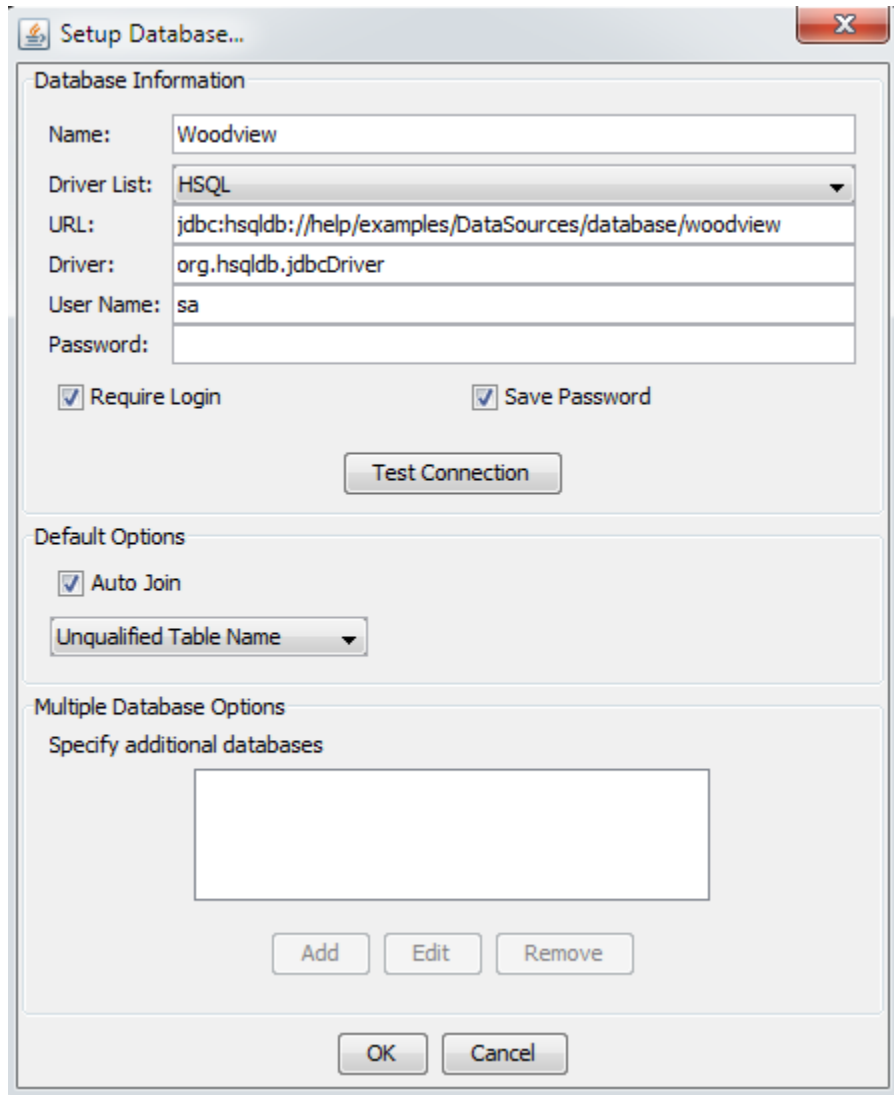 Setup Database...
Database Information
Name: Woodview
Driver List: HSQL
URL: jdbc:hsqldb://help/examples/DataSources/database/woodview
Driver: org.hsqldb.jdbcDriver
User Name: sa
Password:
Require Login Save Password
Test Connection
Default Options
Auto Join
Unqualified Table Name
Multiple Database Options
Specify additional databases
Add Edit Remove
OK Cancel